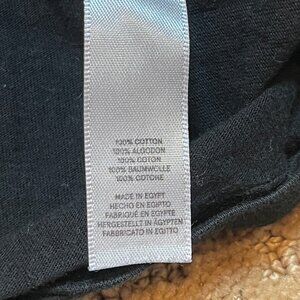 100% COTTON
100% ALGODON
100% COTON
100% BAUMWOLLE
100% COTONE
MADE IN EGYPT
HECHO EN EGIPTO
FABRIQUÉ EN EGYPTE
HERGESTELLT IN ÄGYPTEN
FABBRICATO IN EGITTO